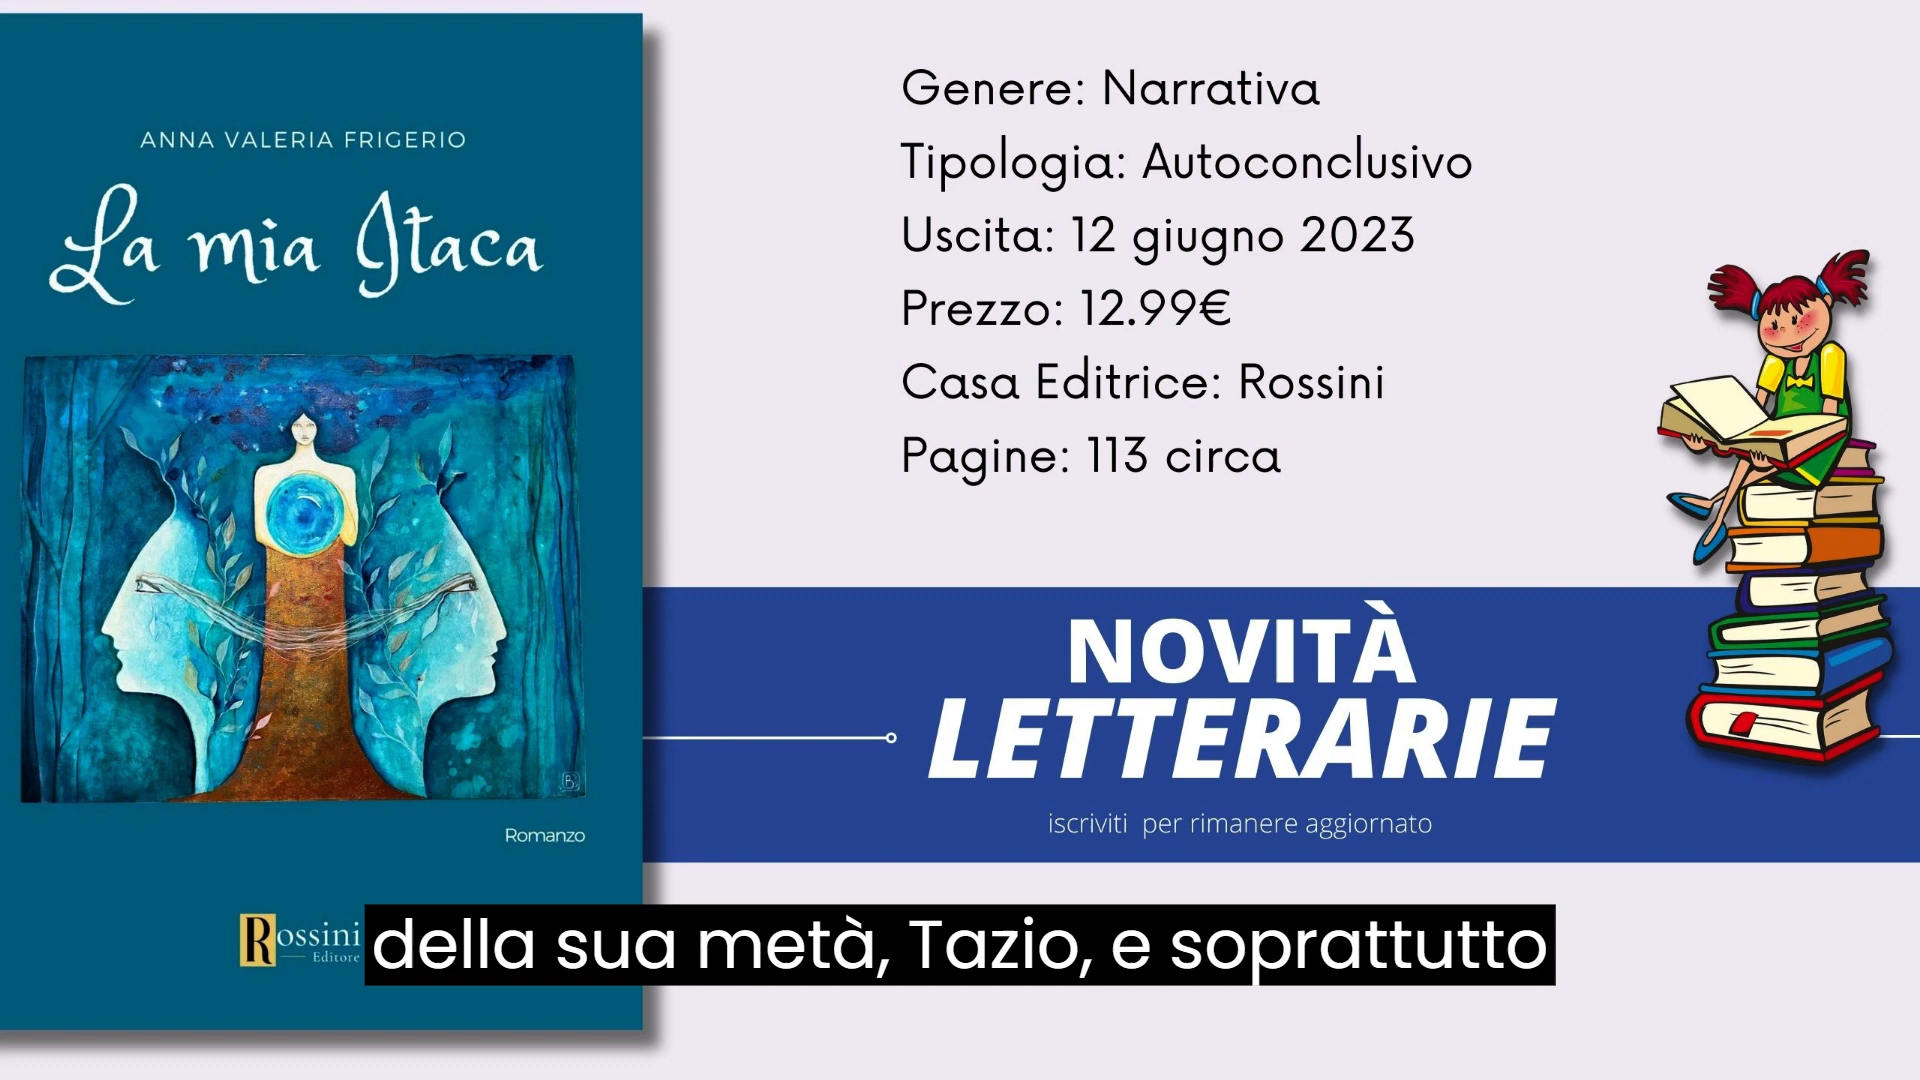 ANNA VALERIA FRIGERIO
La mia Itaca
B
Romanzo
Rossini
Editore
Genere: Narrativa
Tipologia: Autoconclusivo
Uscita: 12 giugno 2023
Prezzo: 12.99€
Casa Editrice: Rossini
Pagine: 113 circa
NOVITÀ
LETTERARIE
iscriviti per rimanere aggiornato
della sua metà, Tazio, e soprattutto